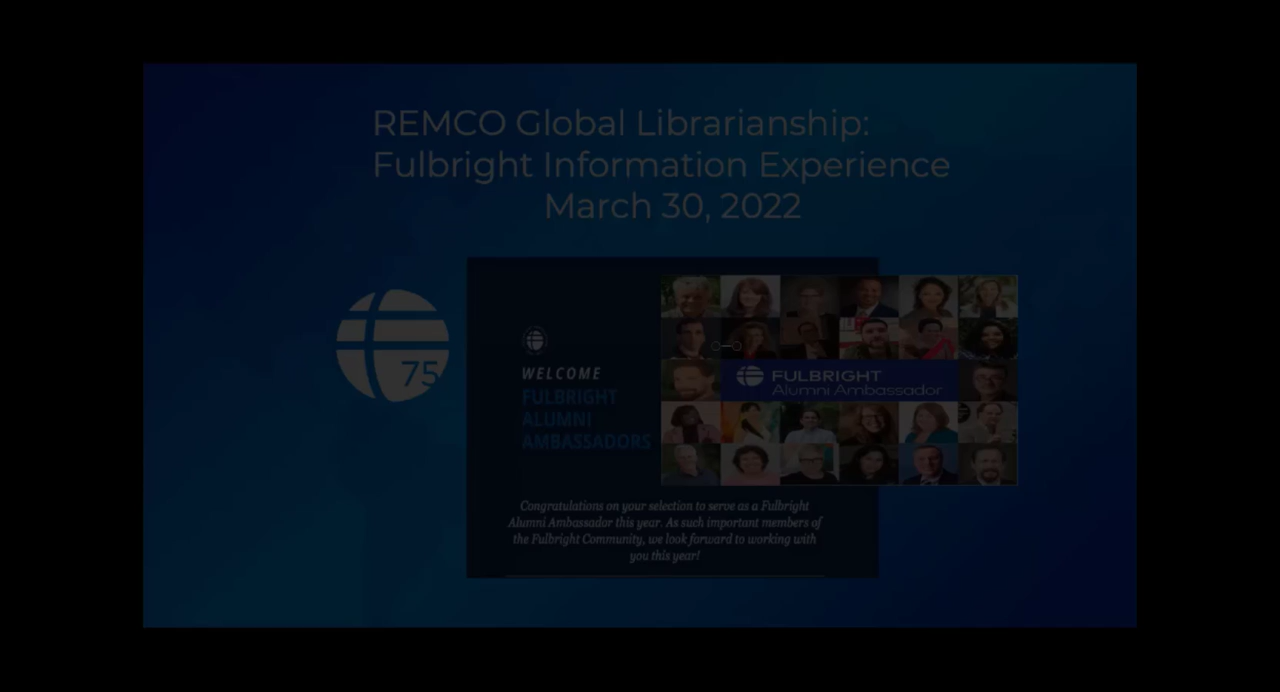 REMCO Global Librarianship:
Fulbright Information Experience
March 30, 2022
75
WELCOME
FULBRIGHT
ALUMNI
AMBASSADORS
FULBRIGHT
Alumni Ambassador
Congratulations on your selection to serve as a Fulbright
Alumni Ambassador this year. As such important members of
the Fulbright Community, we look forward to working with
you this year!